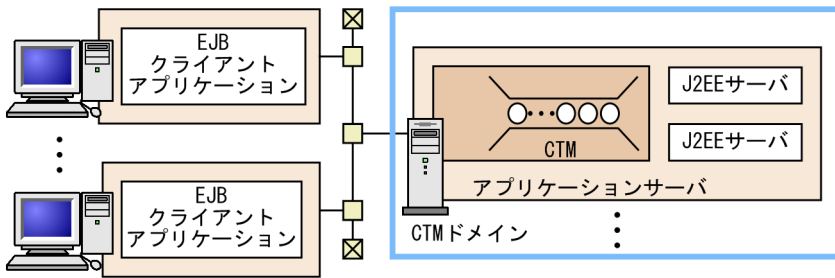 EJB
クライアント
アプリケーション
J2EEサーバ
CTM
J2EEサーバ
アプリケーションサーバ
EJB
クライアント
アプリケーション
CTMドメイン